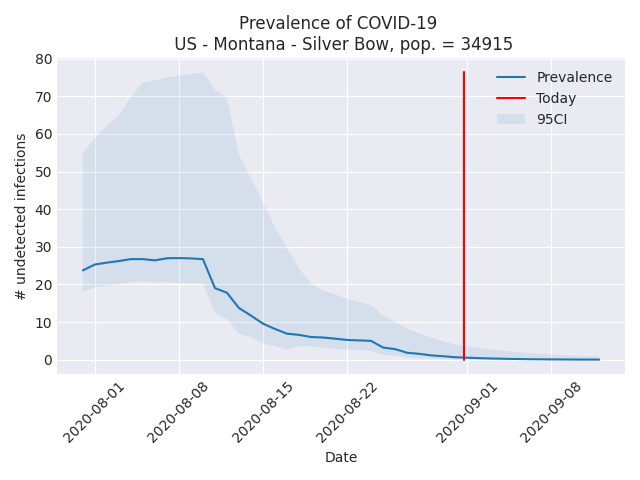 Prevalence of COVID-19
US - Montana - Silver Bow, pop. = 34915
80
70
60
50
40
30
20
10
0
# undetected infections
Prevalence
Today
95CI
2020-08-01
2020-08-08
2020-08-15
2020-08-22
2020-09-01
2020-09-08
Date